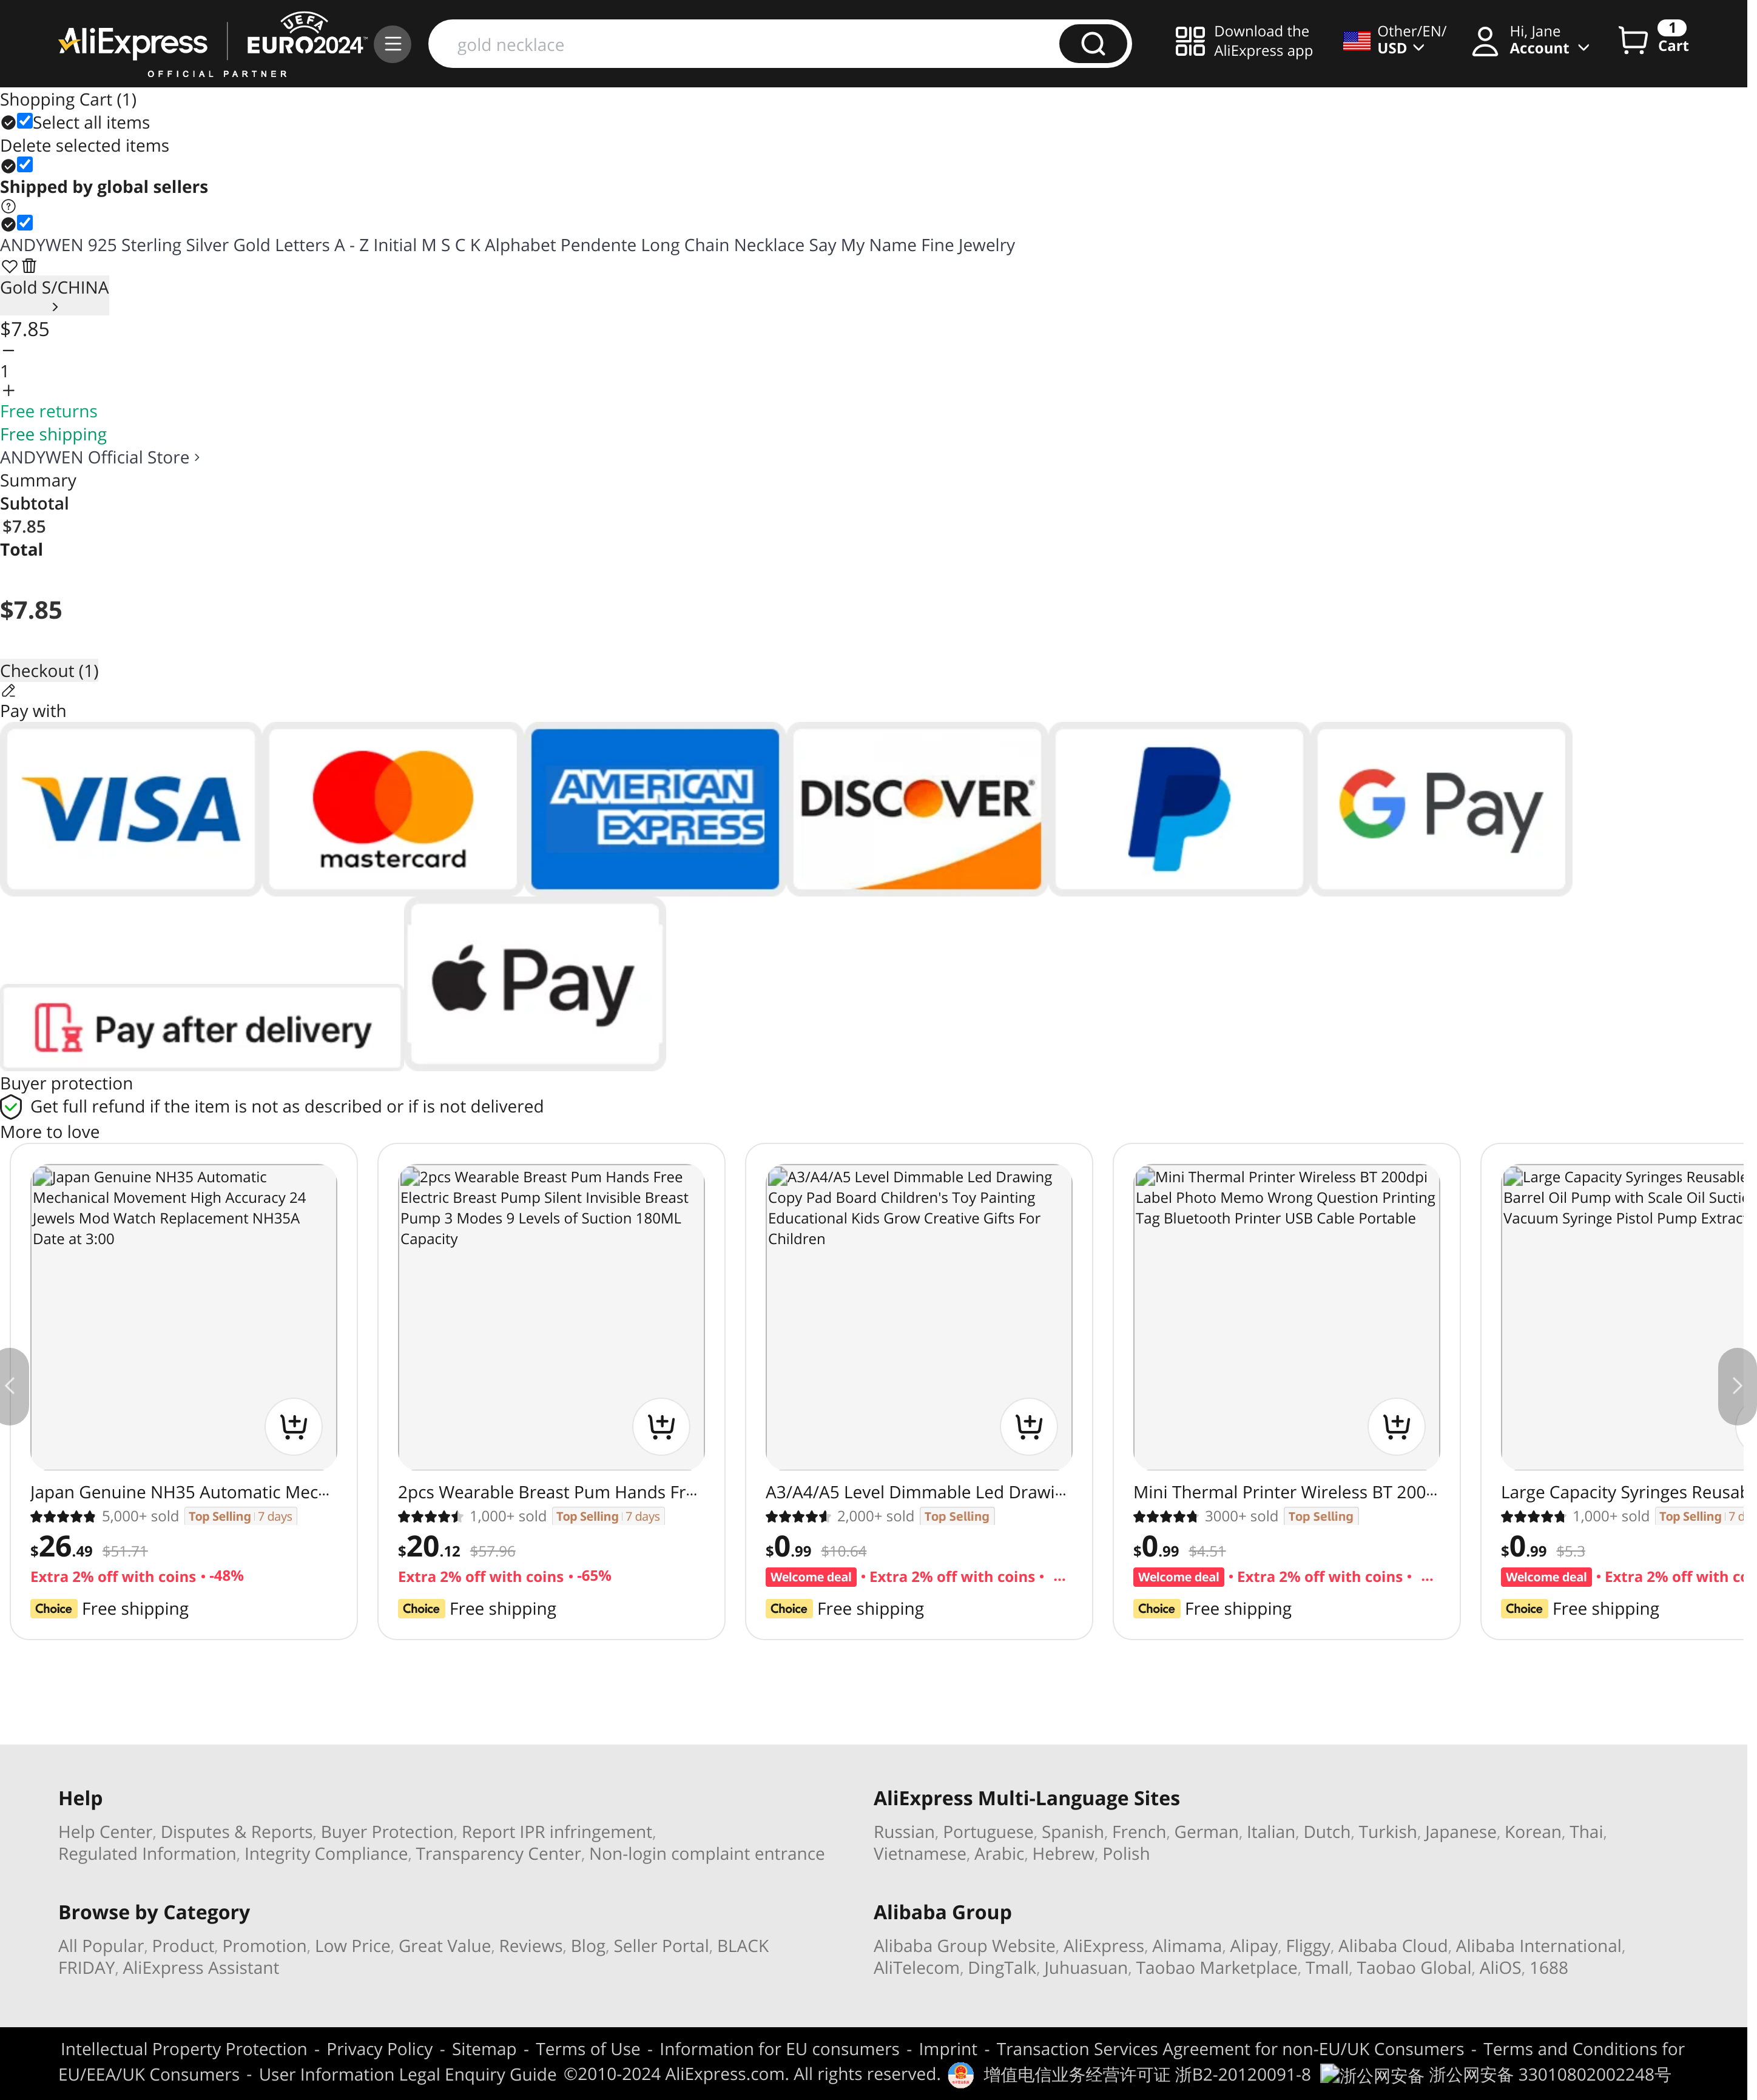 AliExpress
UEFA
EURO2024
OFFICIAL PARTNER
gold necklace
Download the
AliExpress app
Other/EN/
USD
Hi, Jane
Account
1
Cart
Shopping Cart (1)
Select all items
Delete selected items
Shipped by global sellers
ANDYWEN 925 Sterling Silver Gold Letters A - Z Initial M S C K Alphabet Pendente Long Chain Necklace Say My Name Fine Jewelry
Gold S/CHINA
$7.85
1
Free returns
Free shipping
ANDYWEN Official Store
Summary
Subtotal
$7.85
Total
$7.85
Checkout (1)
Pay with
VISA
mastercard
AMERICAN
EXPRESS
DISCOVER
G Pay
Pay after delivery
Pay
Buyer protection
Get full refund if the item is not as described or if is not delivered
More to love
Japan Genuine NH35 Automatic
Mechanical Movement High Accuracy 24
Jewels Mod Watch Replacement NH35A
Date at 3:00
Japan Genuine NH35 Automatic Mec...
5,000+ sold Top Selling 7 days
$26.49 $51.71
Extra 2% off with coins • -48%
Choice Free shipping
2pcs Wearable Breast Pum Hands Free
Electric Breast Pump Silent Invisible Breast
Pump 3 Modes 9 Levels of Suction 180ML
Capacity
2pcs Wearable Breast Pum Hands Fr...
1,000+ sold Top Selling 7 days
$20.12 $57.96
Extra 2% off with coins • -65%
Choice Free shipping
A3/A4/A5 Level Dimmable Led Drawing
Copy Pad Board Children's Toy Painting
Educational Kids Grow Creative Gifts For
Children
A3/A4/A5 Level Dimmable Led Drawi...
2,000+ sold Top Selling
$0.99 $10.64
Welcome deal • Extra 2% off with coins • ...
Choice Free shipping
Mini Thermal Printer Wireless BT 200dpi
Label Photo Memo Wrong Question Printing
Tag Bluetooth Printer USB Cable Portable
Mini Thermal Printer Wireless BT 200...
3000+ sold Top Selling
$0.99 $4.51
Welcome deal • Extra 2% off with coins • ...
Choice Free shipping
Large Capacity Syringes Reusable
Barrel Oil Pump with Scale Oil Sucti
Vacuum Syringe Pistol Pump Extrac
Large Capacity Syringes Reusab
1,000+ sold Top Selling 7 d
$0.99 $5.3
Welcome deal • Extra 2% off with co
Choice Free shipping
Help
Help Center, Disputes & Reports, Buyer Protection, Report IPR infringement,
Regulated Information, Integrity Compliance, Transparency Center, Non-login complaint entrance
AliExpress Multi-Language Sites
Russian, Portuguese, Spanish, French, German, Italian, Dutch, Turkish, Japanese, Korean, Thai,
Vietnamese, Arabic, Hebrew, Polish
Browse by Category
All Popular, Product, Promotion, Low Price, Great Value, Reviews, Blog, Seller Portal, BLACK
FRIDAY, AliExpress Assistant
Alibaba Group
Alibaba Group Website, AliExpress, Alimama, Alipay, Fliggy, Alibaba Cloud, Alibaba International,
AliTelecom, DingTalk, Juhuasuan, Taobao Marketplace, Tmall, Taobao Global, AliOS, 1688
Intellectual Property Protection - Privacy Policy - Sitemap - Terms of Use - Information for EU consumers - Imprint - Transaction Services Agreement for non-EU/UK Consumers - Terms and Conditions for
EU/EEA/UK Consumers - User Information Legal Enquiry Guide ©2010-2024 AliExpress.com. All rights reserved. 增值电信业务经营许可证 浙B2-20120091-8 浙公网安备 浙公网安备 33010802002248号